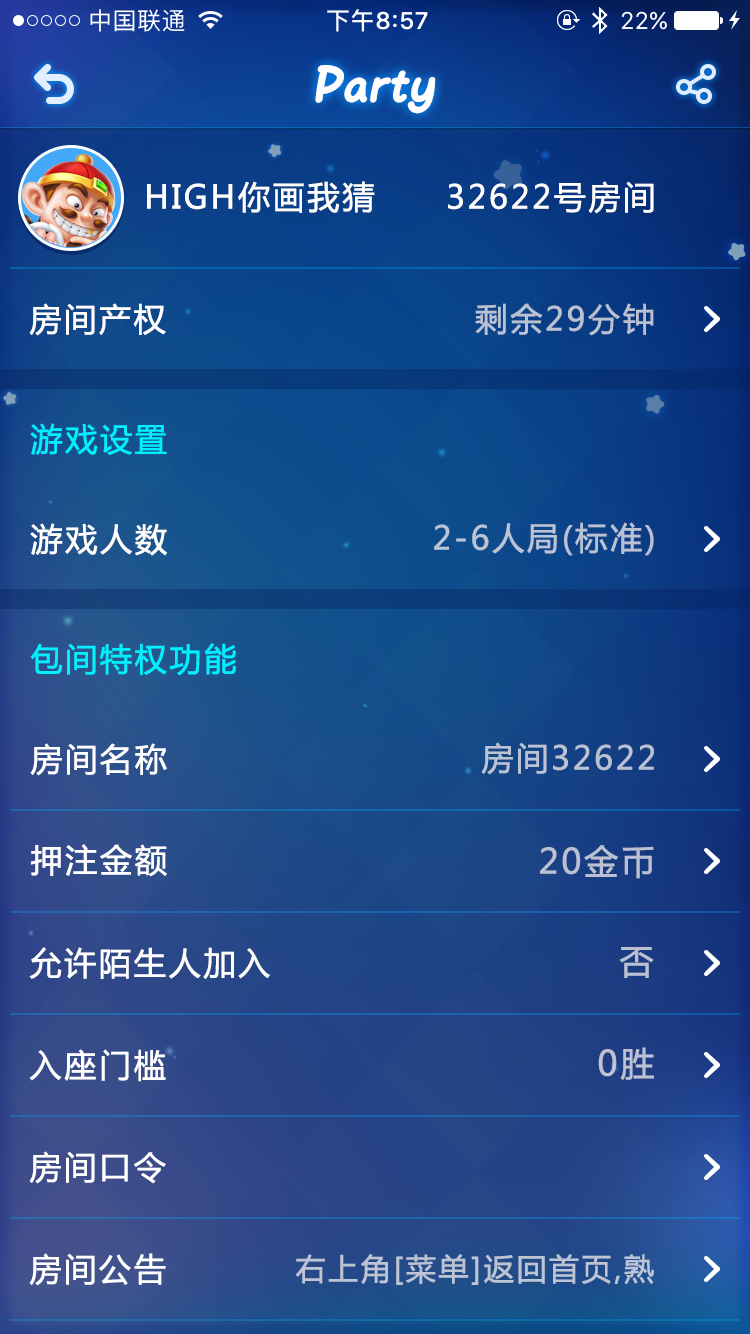 中国联通 下午8:57 22%
Party
HIGH你画我猜 32622号房间
房间产权 剩余29分钟
游戏设置
游戏人数 2-6人局(标准)
包间特权功能
房间名称 房间32622
押注金额 20金币
允许陌生人加入 否
入座门槛 0胜
房间口令
房间公告 右上角[菜单]返回首页,熟